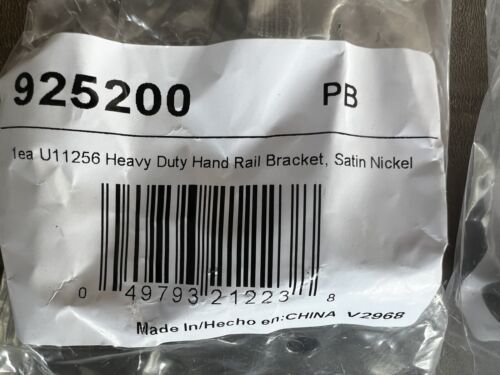 925200 PB
1ea U11256 Heavy Duty Hand Rail Bracket, Satin Nickel
0 49793 21223 8
Made In/Hecho en:CHINA V2968